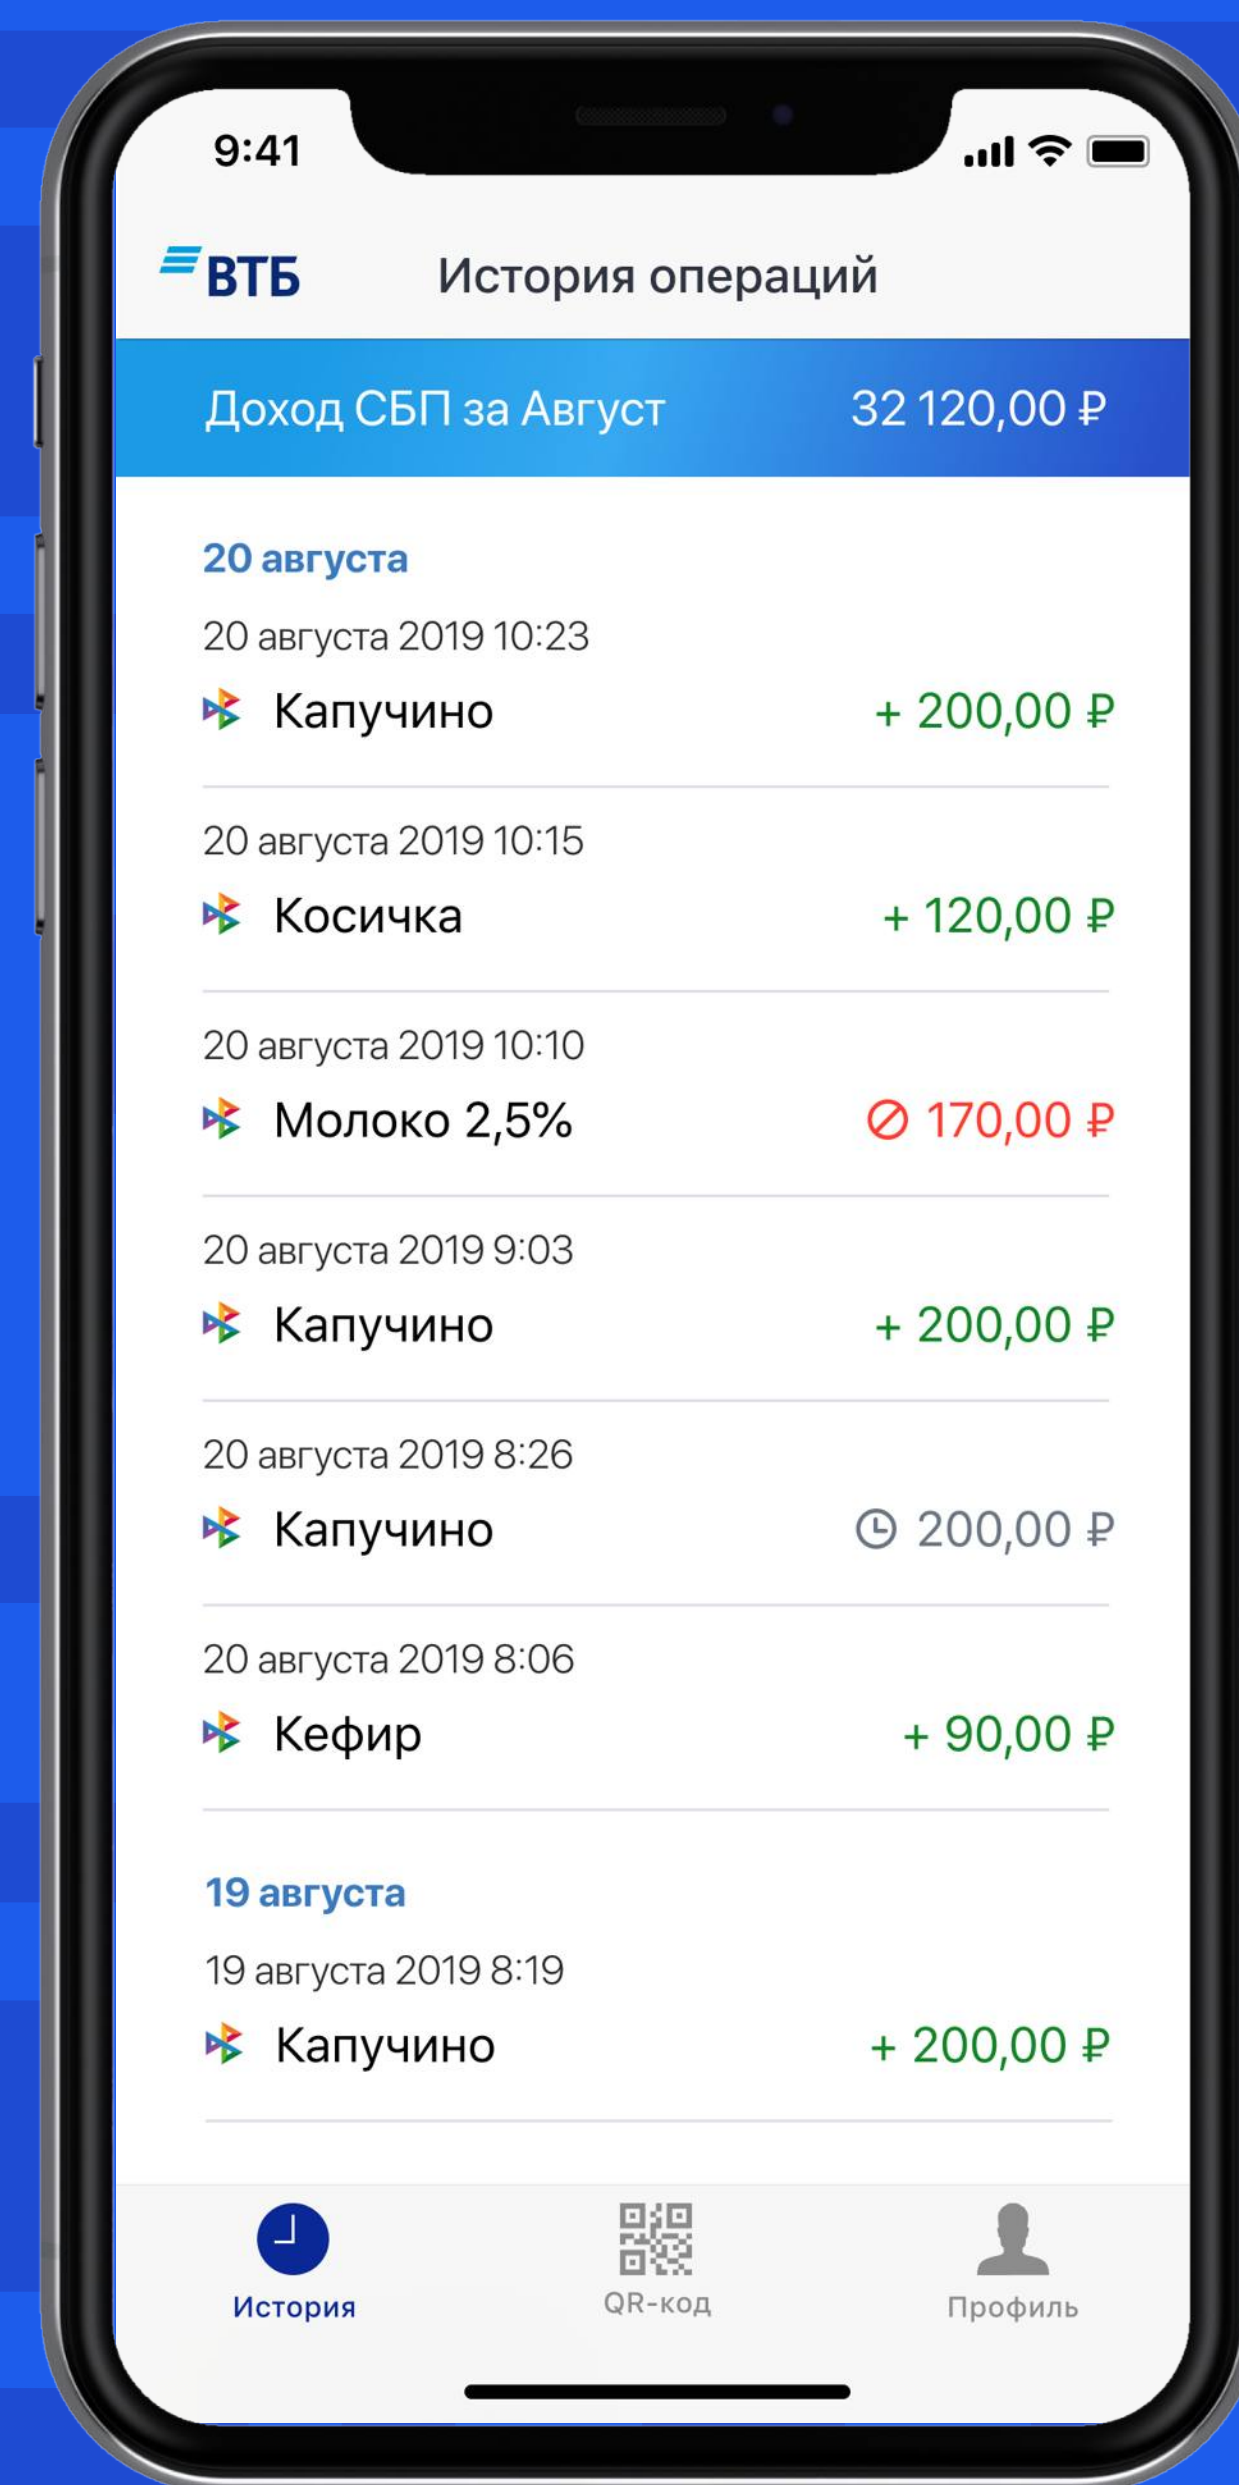 9:41
ВТБ
История операций
Доход СБП за Август 32 120,00 ₽
20 августа
20 августа 2019 10:23
Капучино + 200,00 ₽
20 августа 2019 10:15
Косичка + 120,00 ₽
20 августа 2019 10:10
Молоко 2,5% 170,00 ₽
20 августа 2019 9:03
Капучино + 200,00 ₽
20 августа 2019 8:26
Капучино 200,00 ₽
20 августа 2019 8:06
Кефир + 90,00 ₽
19 августа
19 августа 2019 8:19
Капучино + 200,00 ₽
История QR-код Профиль